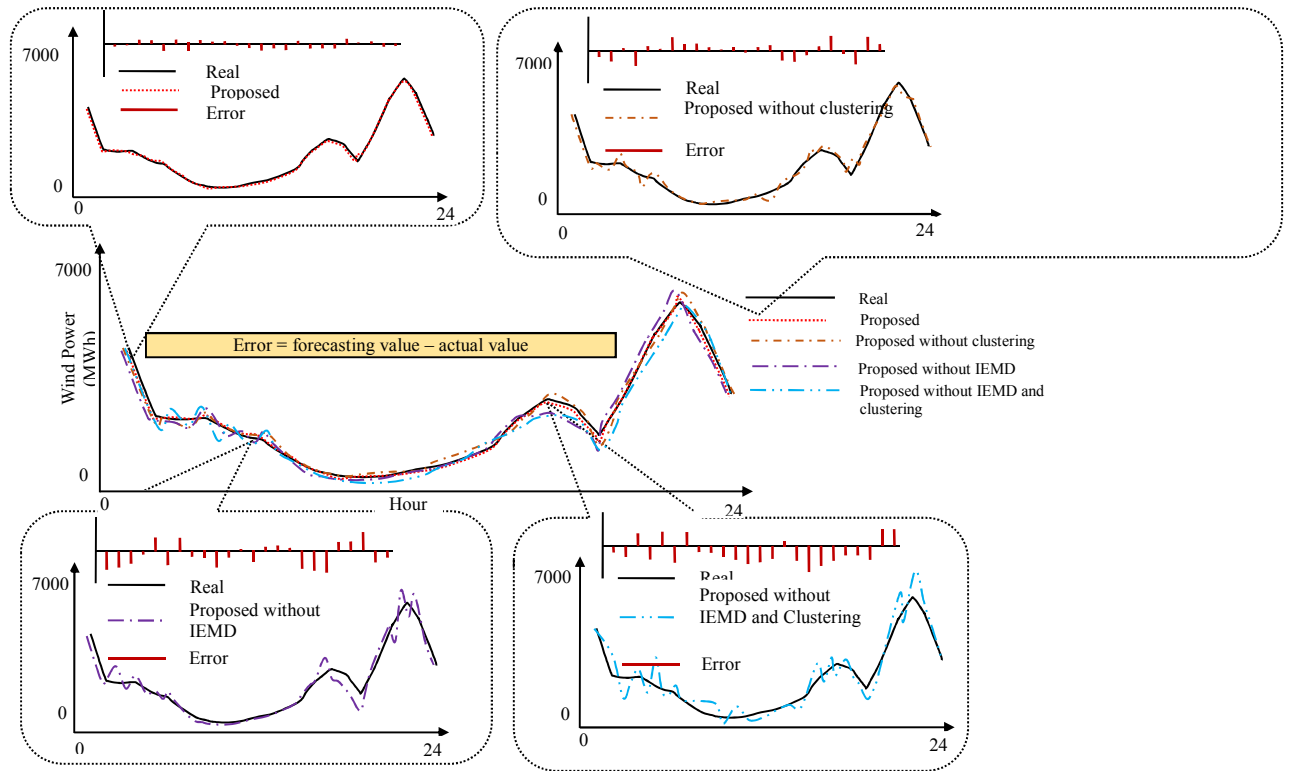 7000
Real
Proposed
Error
0
0
24
7000
Real
Proposed without clustering
Error
0
0
24
7000
Wind Power
(MWh)
Error = forecasting value – actual value
0
0
Hour
24
Real
Proposed
Proposed without clustering
Proposed without IEMD
Proposed without IEMD and
clustering
7000
Real
Proposed without
IEMD
Error
0
0
24
7000
Real
Proposed without
IEMD and Clustering
Error
0
0
24